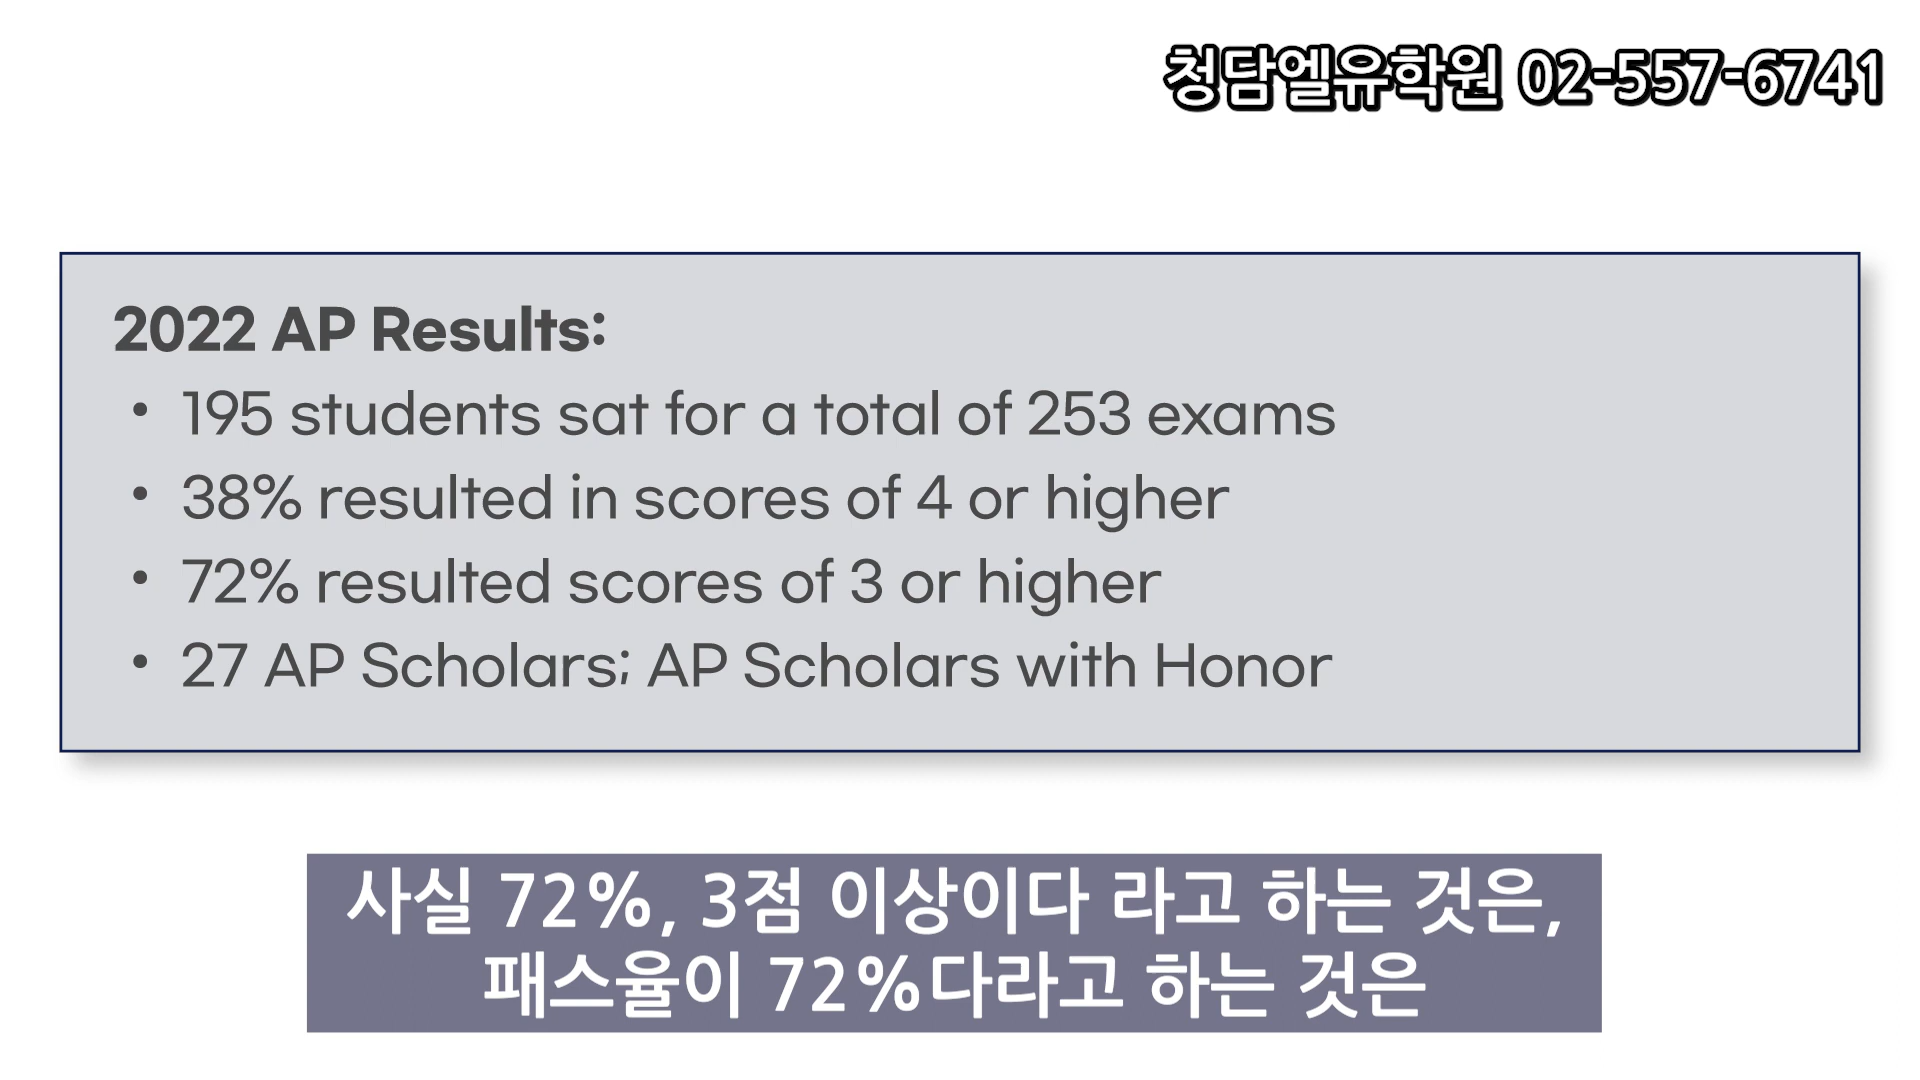 청담엘유학원 02-557-6741
2022 AP Results:
• 195 students sat for a total of 253 exams
• 38% resulted in scores of 4 or higher
• 72% resulted scores of 3 or higher
• 27 AP Scholars; AP Scholars with Honor
사실 72%, 3점 이상이다 라고 하는 것은,
패스율이 72%다라고 하는 것은